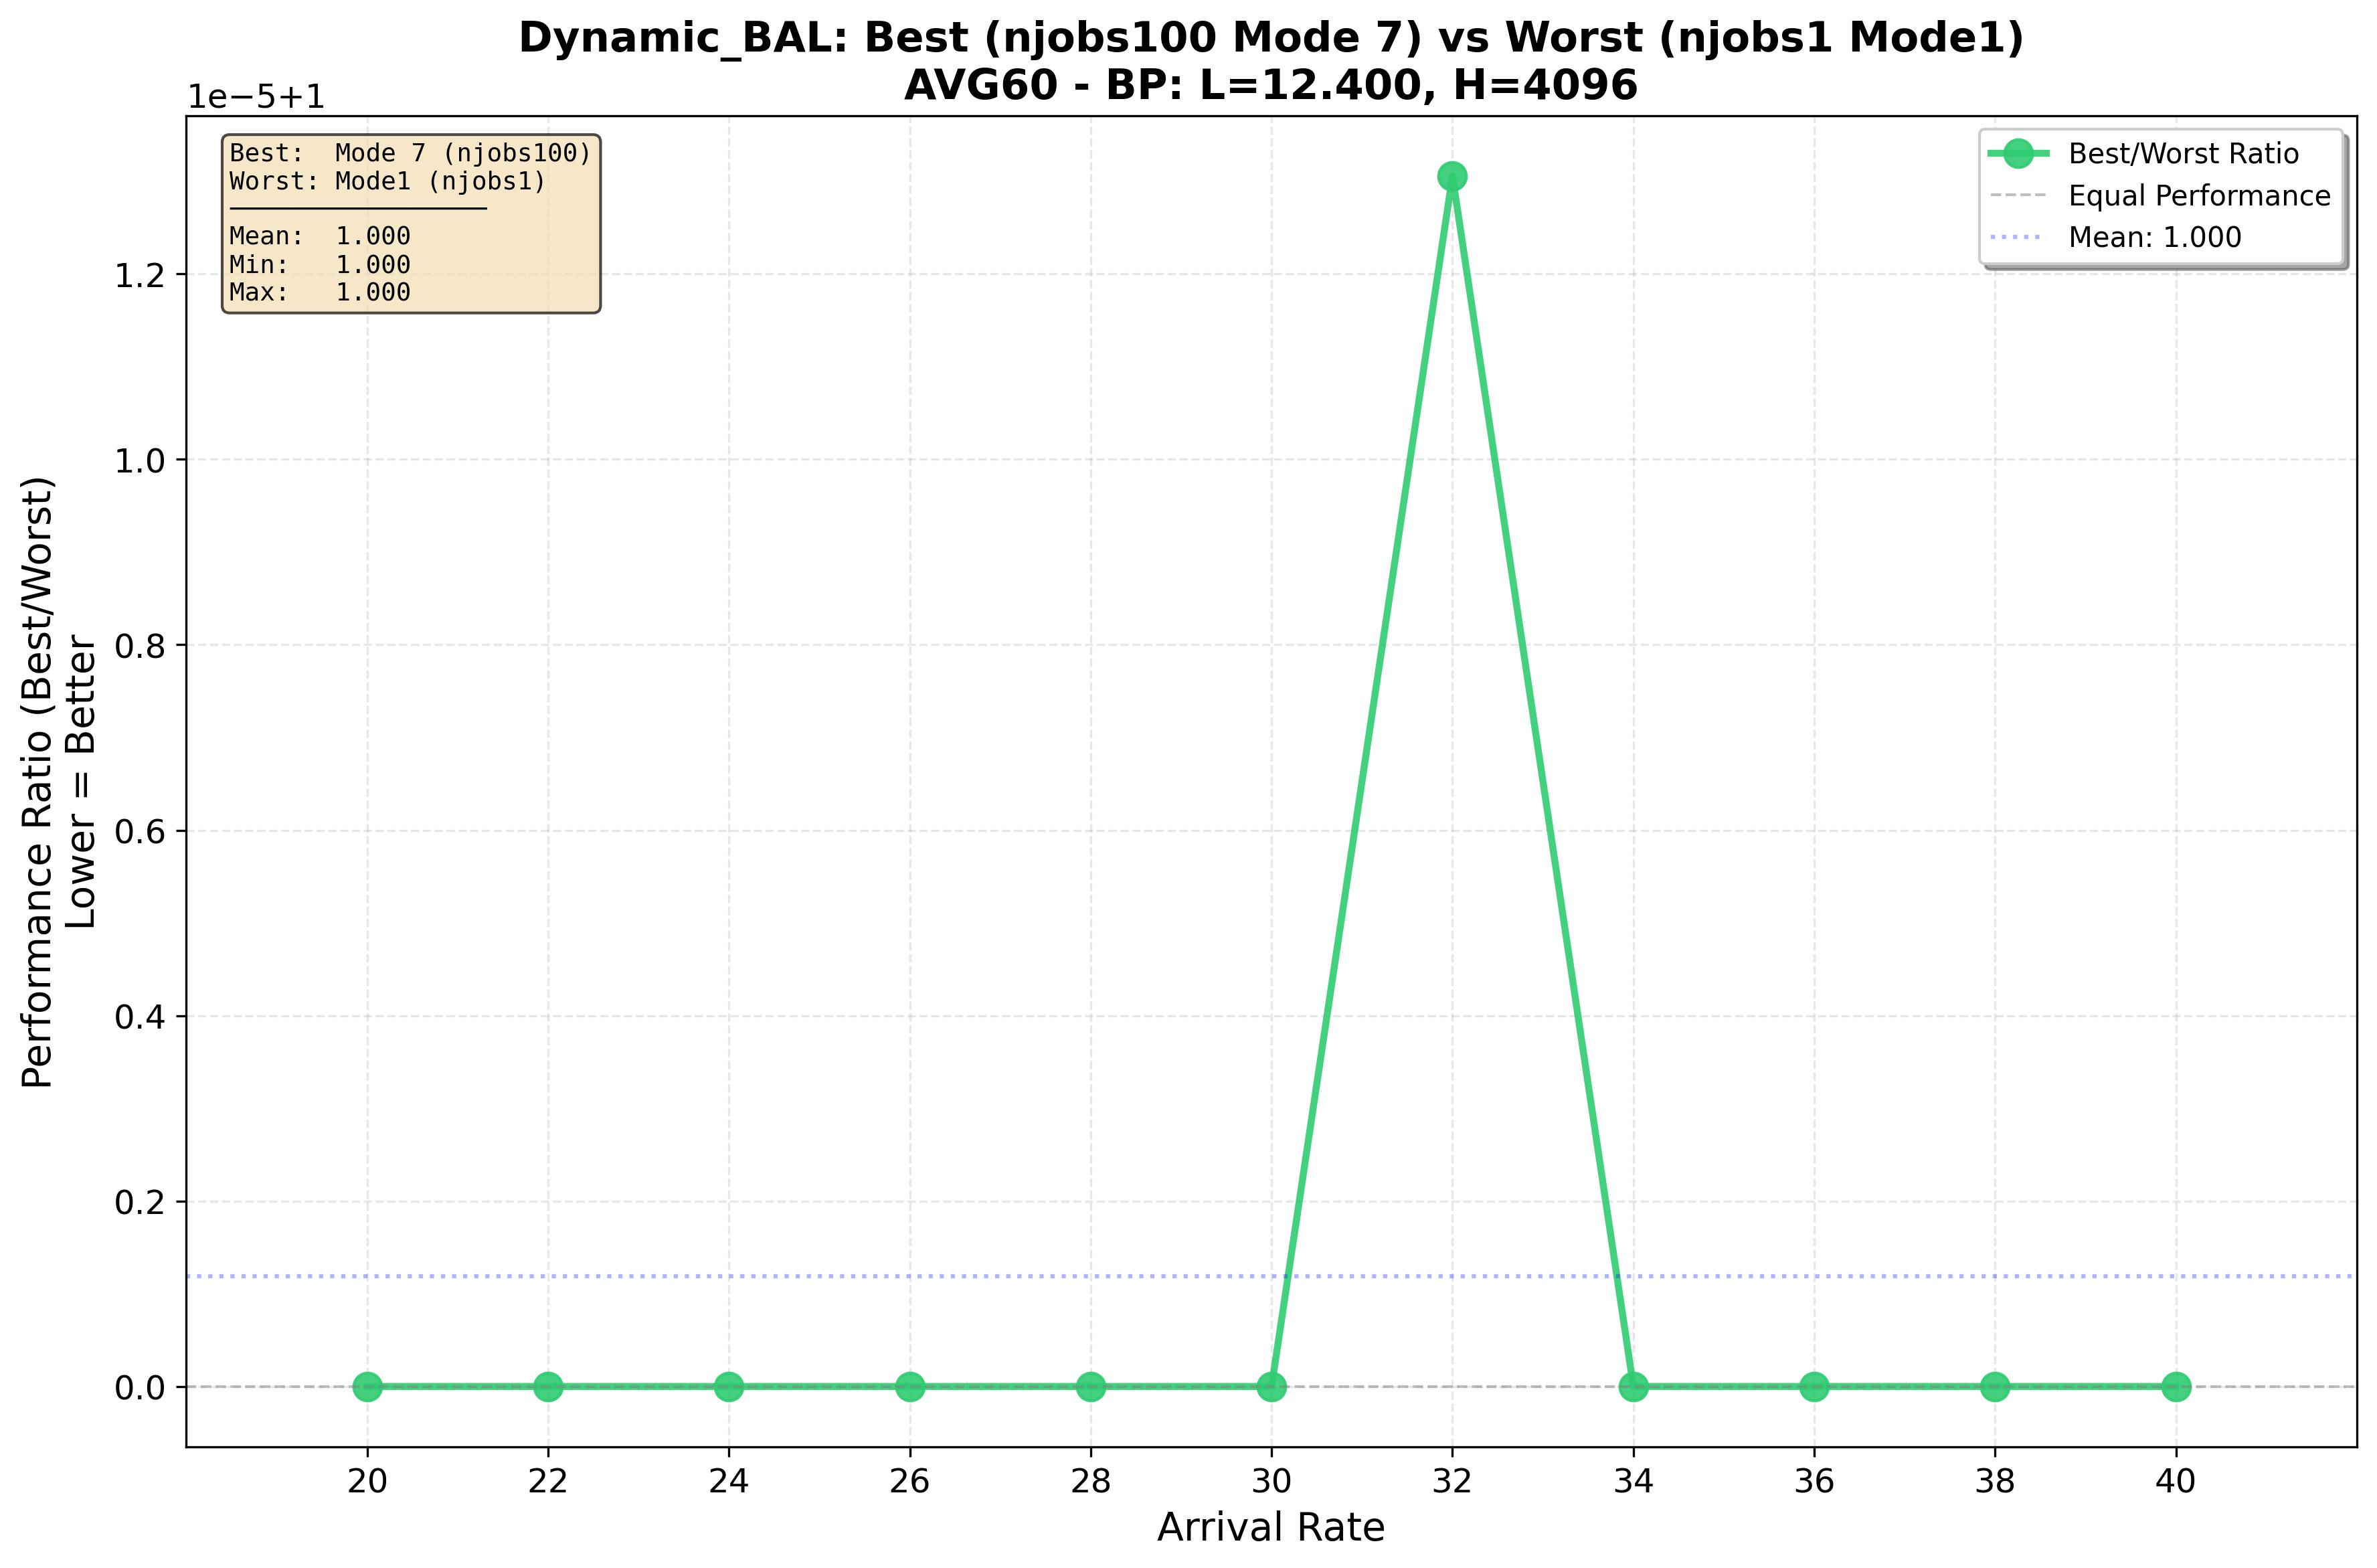 Dynamic_BAL: Best (njobs100 Mode 7) vs Worst (njobs1 Mode1)
AVG60 - BP: L=12.400, H=4096
1e−5+1
Best:  Mode 7 (njobs100)
Worst: Mode1 (njobs1)
Mean:  1.000
Min:   1.000
Max:   1.000
Best/Worst Ratio
Equal Performance
Mean: 1.000
Performance Ratio (Best/Worst)
Lower = Better
1.2
1.0
0.8
0.6
0.4
0.2
0.0
20 22 24 26 28 30 32 34 36 38 40
Arrival Rate